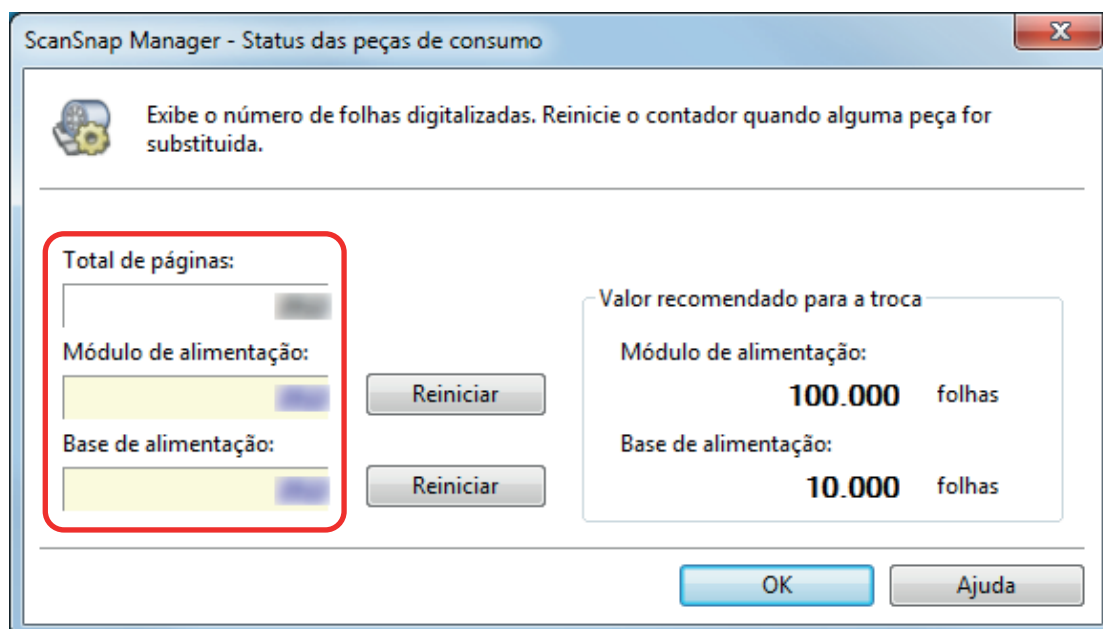 ScanSnap Manager - Status das peças de consumo
Exibe o número de folhas digitalizadas. Reinicie o contador quando alguma peça for
substituida.
Total de páginas:
Valor recomendado para a troca
Módulo de alimentação:
Reiniciar
Módulo de alimentação:
100.000 folhas
Base de alimentação:
Reiniciar
Base de alimentação:
10.000 folhas
OK
Ajuda